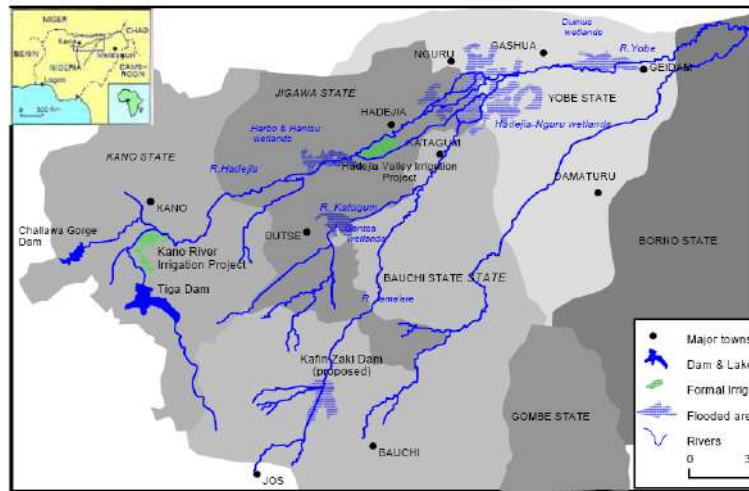 NIGER
CHAD
Kano
BENIN
NIGERIA
Lagos
CAME-
ROON
Dumus
wetlands
GASHUA
NGURU
R.Yobe
GEIDAM
JIGAWA STATE
YOBE STATE
HADEJIA
Harbo & Hantsu
wetlands
Hadejia-Nguru wetlands
KATAGUM
KANO STATE
R.Hadejia
Hadejia Valley Irrigation
Project
DAMATURU
KANO
R. Katagum
Challawa Gorge
Dam
DUTSE
wetlands
BORNO STATE
Kano River
Irrigation Project
BAUCHI STATE STATE
Tiga Dam
Kafin Zaki Dam
(proposed)
Major towns
Dam & Lake
Formal Irrig
GOMBE STATE
Flooded are
Rivers
BAUCHI
0 3
JOS